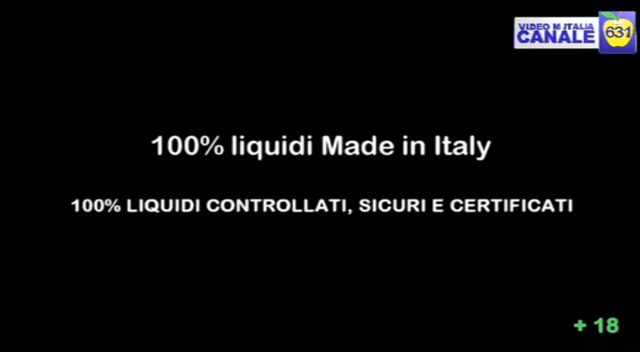 VIDEO M ITALIA
CANALE 631
100% liquidi Made in Italy
100% LIQUIDI CONTROLLATI, SICURI E CERTIFICATI
+ 18